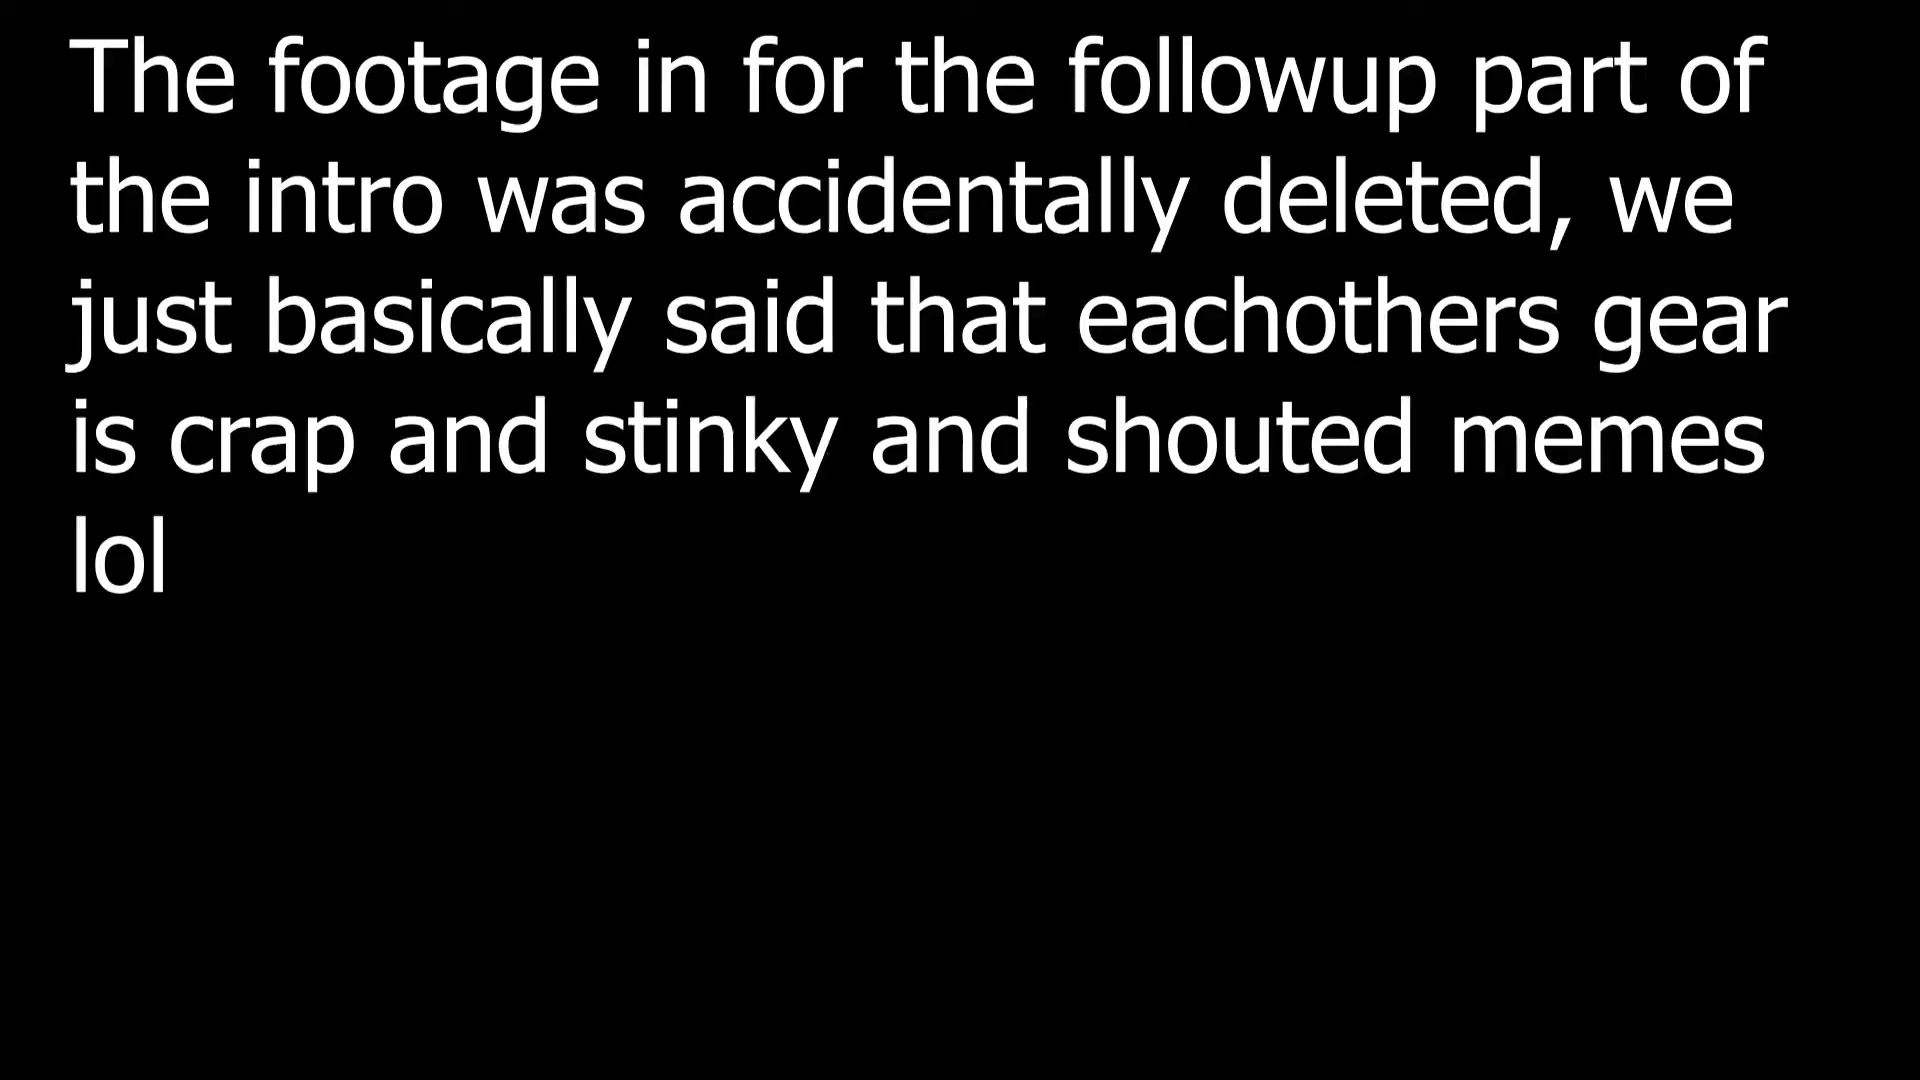 The footage in for the followup part of
the intro was accidentally deleted, we
just basically said that eachothers gear
is crap and stinky and shouted memes
lol